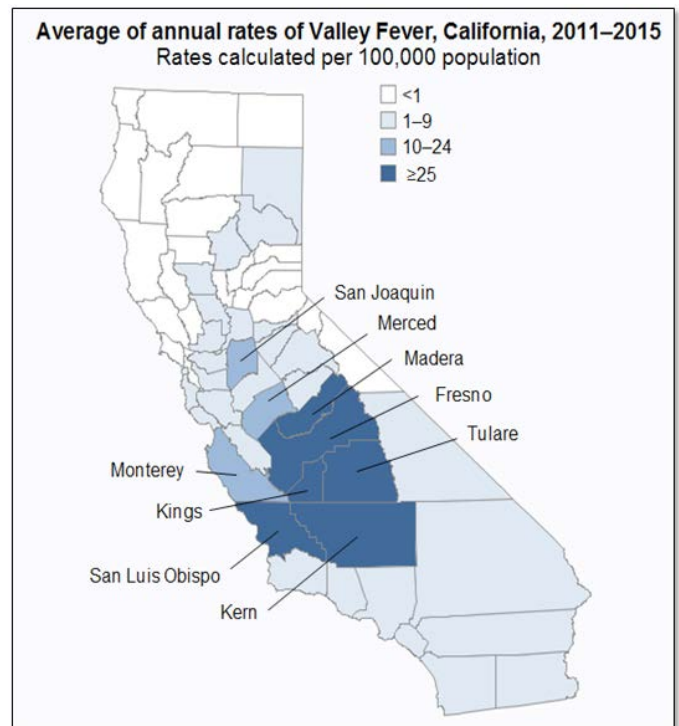 Average of annual rates of Valley Fever, California, 2011–2015
Rates calculated per 100,000 population
<1
1–9
10–24
≥25
San Joaquin
Merced
Madera
Fresno
Tulare
Monterey
Kings
San Luis Obispo
Kern